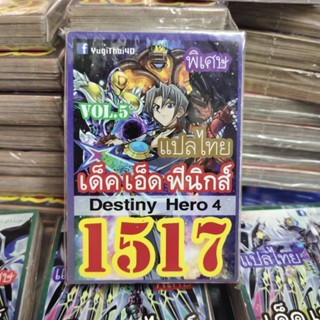 f YugiThai4D
พิเศษ
VOL.5
แปลไทย
เด็ค เอ็ด ฟีนิกส์
Destiny Hero 4
1517
แปลไทย